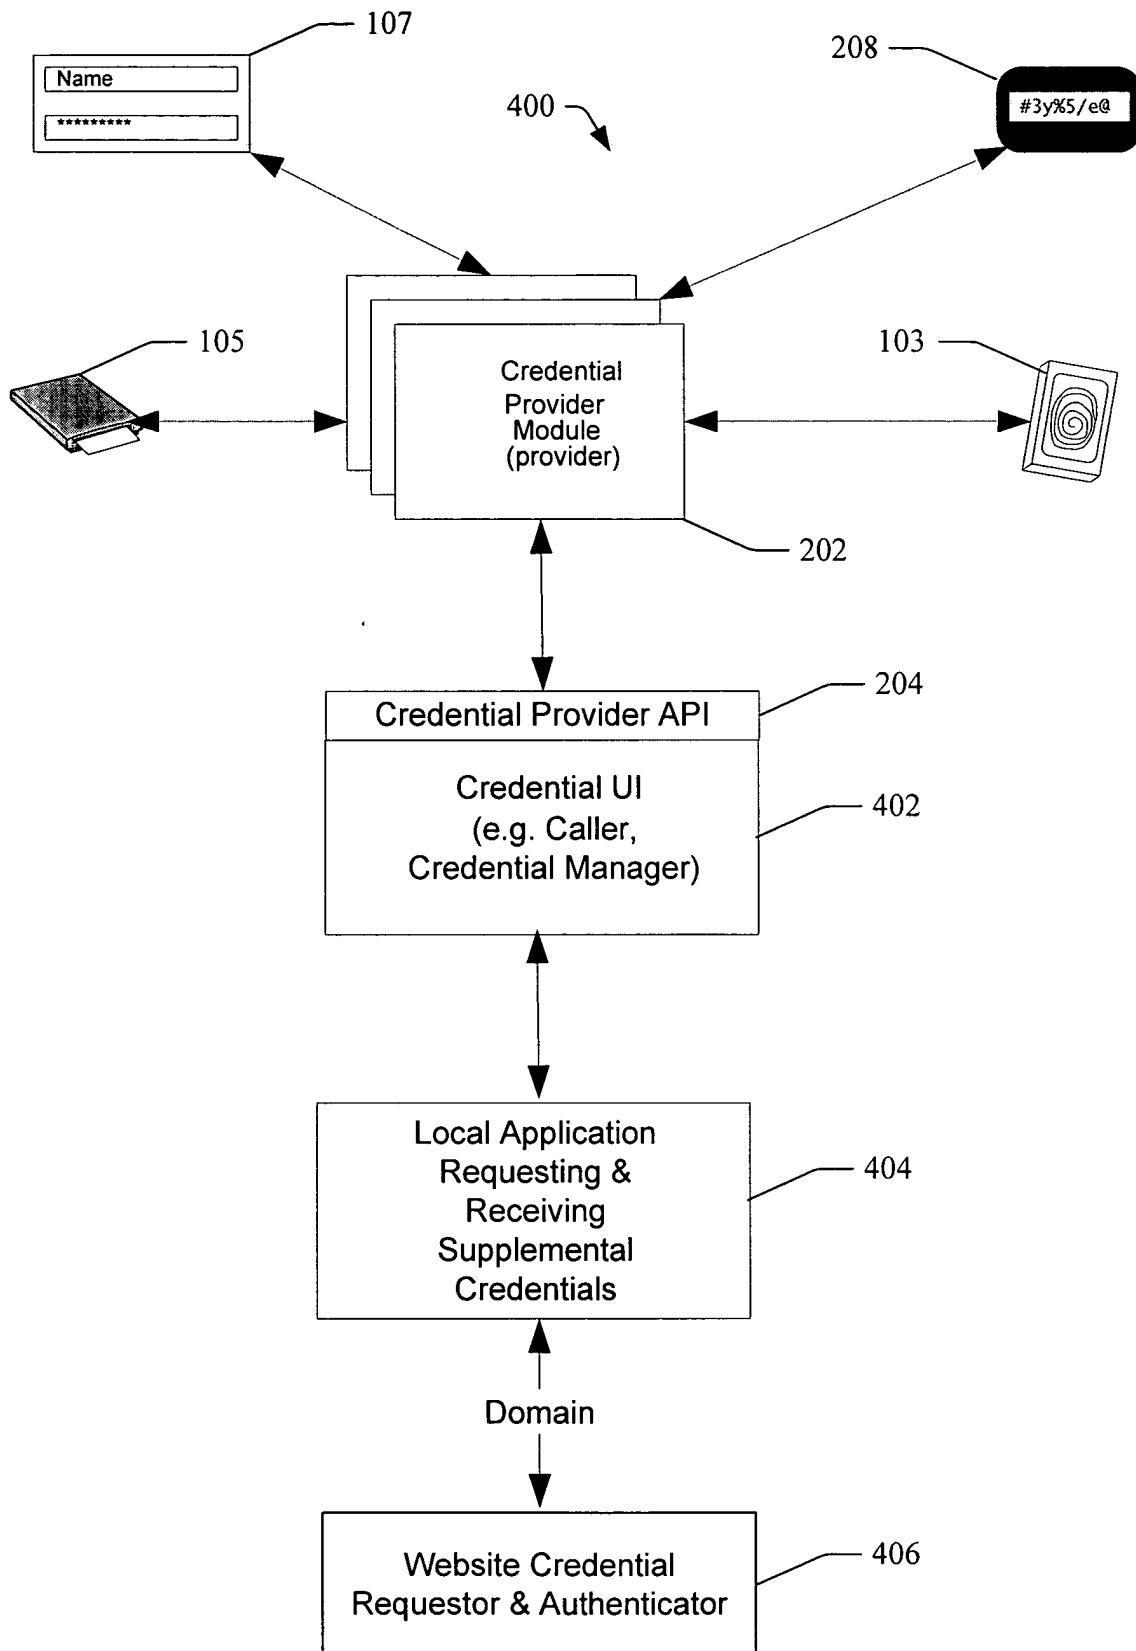 107
Name
*********
400
208
#3y%5/e@
105
103
Credential
Provider
Module
(provider)
202
204
Credential Provider API
Credential UI
(e.g. Caller,
Credential Manager)
402
Local Application
Requesting &
Receiving
Supplemental
Credentials
404
Domain
Website Credential
Requestor & Authenticator
406